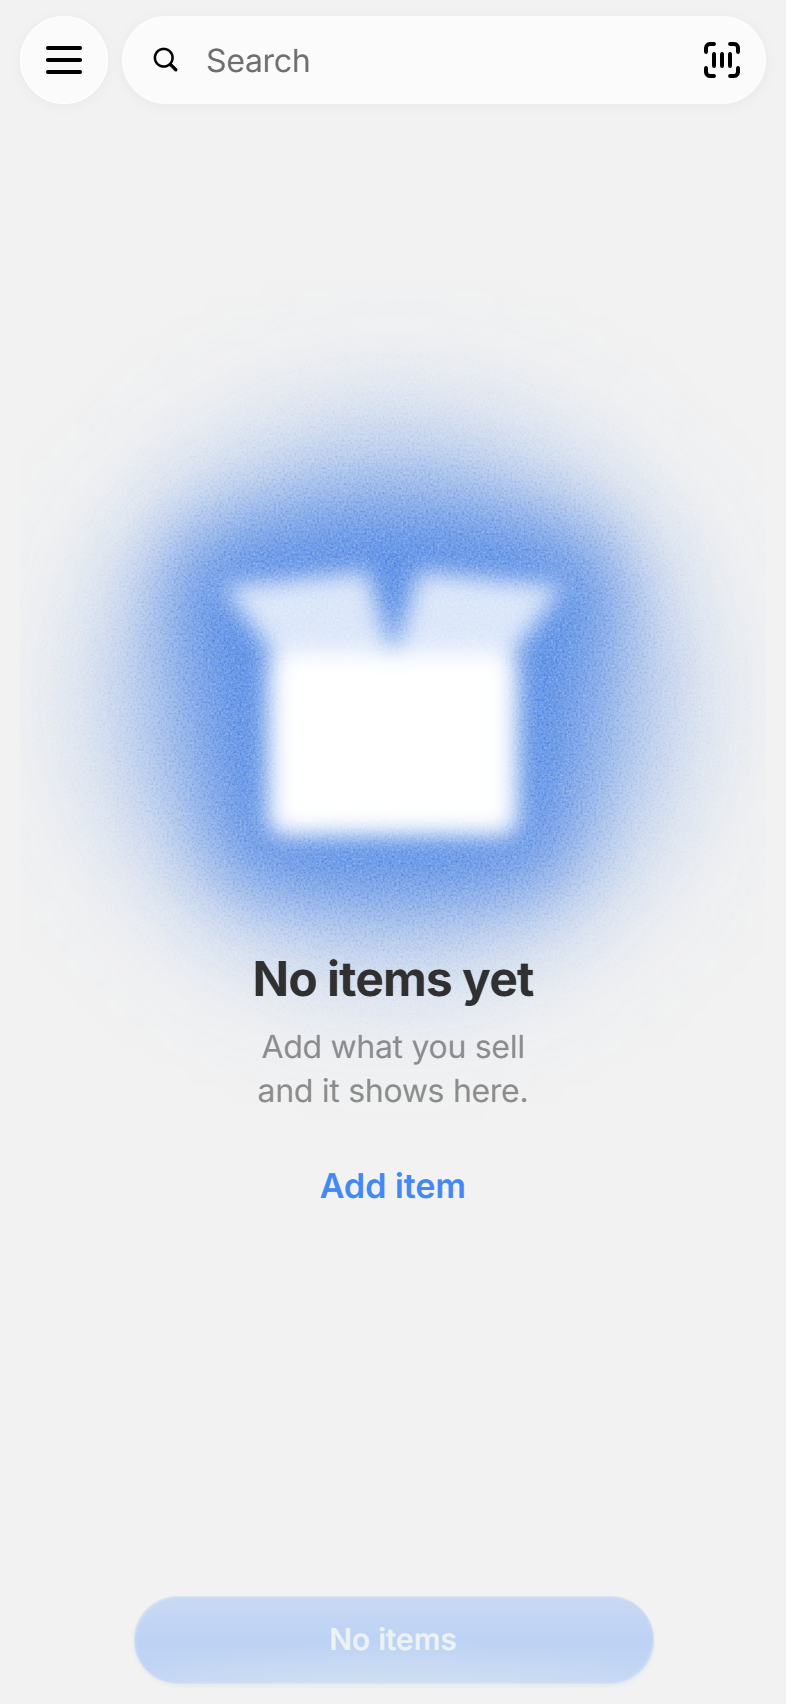 Search
No items yet
Add what you sell
and it shows here.
Add item
No items